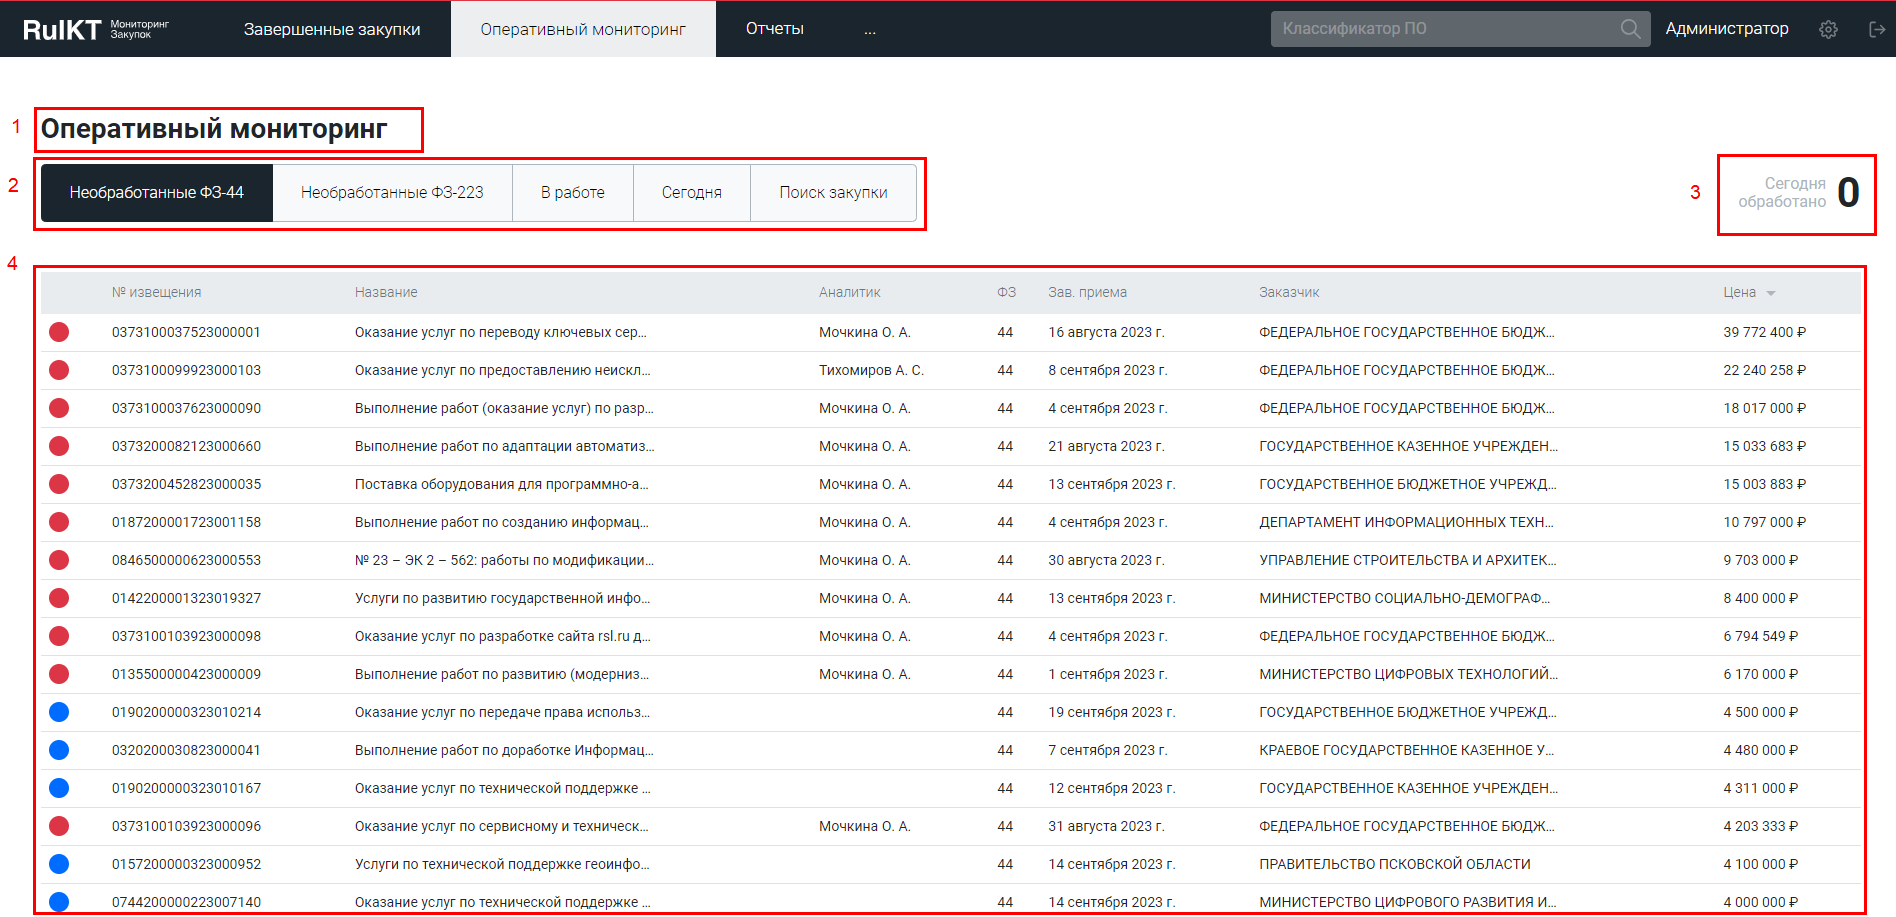 RuIKT Мониторинг Закупок Завершенные закупки Оперативный мониторинг Отчеты ... Классификатор ПО Администратор
1 Оперативный мониторинг
2 Необработанные ФЗ-44 Необработанные ФЗ-223 В работе Сегодня Поиск закупки 3 Сегодня обработано 0
4
№ извещения Название Аналитик ФЗ Зав. приема Заказчик Цена
0373100037523000001 Оказание услуг по переводу ключевых сер... Мочкина О. А. 44 16 августа 2023 г. ФЕДЕРАЛЬНОЕ ГОСУДАРСТВЕННОЕ БЮДЖ... 39 772 400 ₽
0373100099923000103 Оказание услуг по предоставлению неискл... Тихомиров А. С. 44 8 сентября 2023 г. ФЕДЕРАЛЬНОЕ ГОСУДАРСТВЕННОЕ БЮДЖ... 22 240 258 ₽
0373100037623000090 Выполнение работ (оказание услуг) по разр... Мочкина О. А. 44 4 сентября 2023 г. ФЕДЕРАЛЬНОЕ ГОСУДАРСТВЕННОЕ БЮДЖ... 18 017 000 ₽
0373200082123000660 Выполнение работ по адаптации автоматиз... Мочкина О. А. 44 21 августа 2023 г. ГОСУДАРСТВЕННОЕ КАЗЕННОЕ УЧРЕЖДЕН... 15 033 683 ₽
0373200452823000035 Поставка оборудования для программно-а... Мочкина О. А. 44 13 сентября 2023 г. ГОСУДАРСТВЕННОЕ БЮДЖЕТНОЕ УЧРЕЖД... 15 003 883 ₽
0187200001723001158 Выполнение работ по созданию информац... Мочкина О. А. 44 4 сентября 2023 г. ДЕПАРТАМЕНТ ИНФОРМАЦИОННЫХ ТЕХН... 10 797 000 ₽
0846500000623000553 № 23 – ЭК 2 – 562: работы по модификации... Мочкина О. А. 44 30 августа 2023 г. УПРАВЛЕНИЕ СТРОИТЕЛЬСТВА И АРХИТЕК... 9 703 000 ₽
0142200001323019327 Услуги по развитию государственной инфо... Мочкина О. А. 44 13 сентября 2023 г. МИНИСТЕРСТВО СОЦИАЛЬНО-ДЕМОГРАФ... 8 400 000 ₽
0373100103923000098 Оказание услуг по разработке сайта rsl.ru д... Мочкина О. А. 44 4 сентября 2023 г. ФЕДЕРАЛЬНОЕ ГОСУДАРСТВЕННОЕ БЮДЖ... 6 794 549 ₽
0135500000423000009 Выполнение работ по развитию (модерниз... Мочкина О. А. 44 1 сентября 2023 г. МИНИСТЕРСТВО ЦИФРОВЫХ ТЕХНОЛОГИЙ... 6 170 000 ₽
0190200000323010214 Оказание услуг по передаче права использ... 44 19 сентября 2023 г. ГОСУДАРСТВЕННОЕ БЮДЖЕТНОЕ УЧРЕЖД... 4 500 000 ₽
0320200030823000041 Выполнение работ по доработке Информац... 44 7 сентября 2023 г. КРАЕВОЕ ГОСУДАРСТВЕННОЕ КАЗЕННОЕ У... 4 480 000 ₽
0190200000323010167 Оказание услуг по технической поддержке ... 44 12 сентября 2023 г. ГОСУДАРСТВЕННОЕ КАЗЕННОЕ УЧРЕЖДЕН... 4 311 000 ₽
0373100103923000096 Оказание услуг по сервисному и техническ... Мочкина О. А. 44 31 августа 2023 г. ФЕДЕРАЛЬНОЕ ГОСУДАРСТВЕННОЕ БЮДЖ... 4 203 333 ₽
0157200000323000952 Услуги по технической поддержке геоинфо... 44 14 сентября 2023 г. ПРАВИТЕЛЬСТВО ПСКОВСКОЙ ОБЛАСТИ 4 100 000 ₽
0744200000223007140 Оказание услуг по технической поддержке ... 44 14 сентября 2023 г. МИНИСТЕРСТВО ЦИФРОВОГО РАЗВИТИЯ И... 4 000 000 ₽